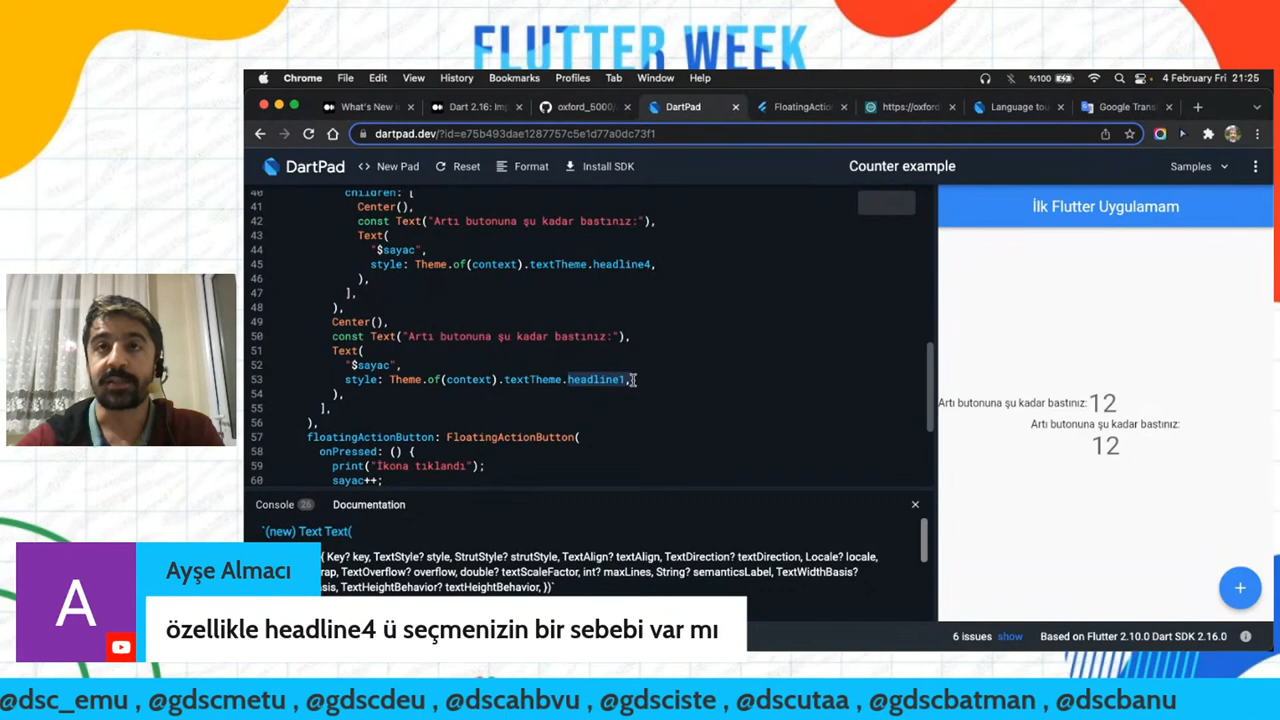 FLUTTER WEEK
Chrome File Edit View History Bookmarks Profiles Tab Window Help %100 4 February Fri 21:25
What's New i Dart 2.16: Imp oxford_5000/ DartPad FloatingActio https://oxford Language tou Google Trans
dartpad.dev/?id=e75b493dae1287757c5e1d77a0dc73f1
DartPad <> New Pad Reset Format Install SDK Counter example Samples
40 children: [
41 Center(),
42 const Text("Artı butonuna şu kadar bastınız:"),
43 Text(
44 "$sayac",
45 style: Theme.of(context).textTheme.headline4,
46 ),
47 ],
48 ),
49 Center(),
50 const Text("Artı butonuna şu kadar bastınız:"),
51 Text(
52 "$sayac",
53 style: Theme.of(context).textTheme.headline1,
54 ),
55 ],
56 ),
57 floatingActionButton: FloatingActionButton(
58 onPressed: () {
59 print("İkona tıklandı");
60 sayac++;
İlk Flutter Uygulamam
Artı butonuna şu kadar bastınız: 12
Artı butonuna şu kadar bastınız:
12
+
Console 26 Documentation
`(new) Text Text(
( Key? key, TextStyle? style, StrutStyle? strutStyle, TextAlign? textAlign, TextDirection? textDirection, Locale? locale,
rap, TextOverflow? overflow, double? textScaleFactor, int? maxLines, String? semanticsLabel, TextWidthBasis?
sis, TextHeightBehavior? textHeightBehavior, })`
6 issues show Based on Flutter 2.10.0 Dart SDK 2.16.0
A
Ayşe Almacı
özellikle headline4 ü seçmenizin bir sebebi var mı
@dsc_emu , @gdscmetu , @gdscdeu , @dscahbvu , @gdsciste , @dscutaa , @gdscbatman , @dscbanu